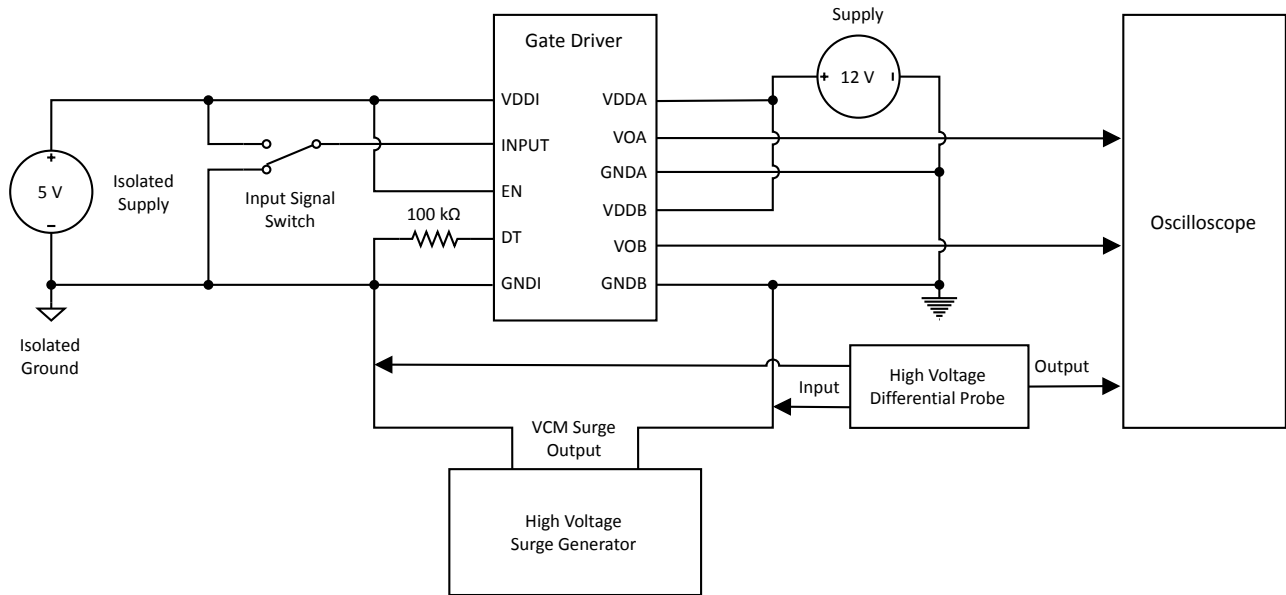 Supply
12 V
Gate Driver
VDDI
INPUT
EN
DT
GNDI
VDDA
VOA
GNDA
VDDB
VOB
GNDB
5 V
Isolated
Supply
Input Signal
Switch
100 kΩ
Isolated
Ground
Oscilloscope
High Voltage
Differential Probe
Input
Output
VCM Surge
Output
High Voltage
Surge Generator